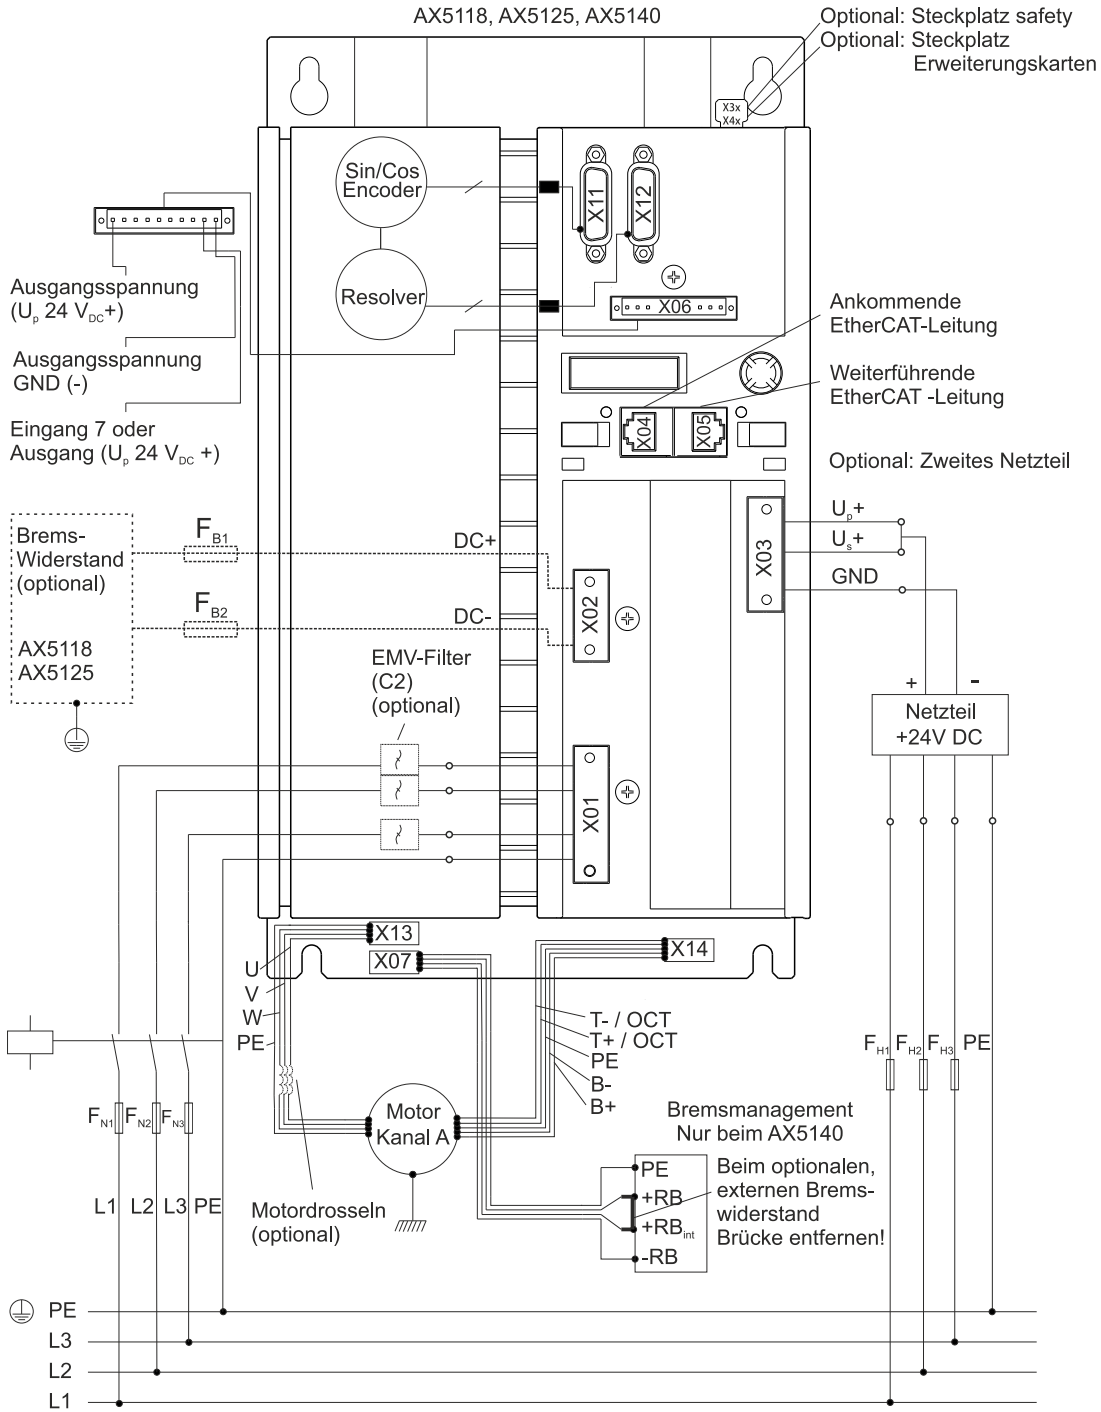 AX5118, AX5125, AX5140
Optional: Steckplatz safety
Optional: Steckplatz
Erweiterungskarten
X3x
X4x
Sin/Cos
Encoder
X11
X12
Resolver
X06
Ausgangsspannung
(Up 24 VDC+)
Ausgangsspannung
GND (-)
Eingang 7 oder
Ausgang (Up 24 VDC +)
Ankommende
EtherCAT-Leitung
Weiterführende
EtherCAT -Leitung
X04
X05
Optional: Zweites Netzteil
Brems-
Widerstand
(optional)
AX5118
AX5125
FB1
FB2
DC+
DC-
X02
X03
Up+
Us+
GND
EMV-Filter
(C2)
(optional)
X01
+ -
Netzteil
+24V DC
X13
X07
X14
U
V
W
PE
T- / OCT
T+ / OCT
PE
B-
B+
FH1 FH2 FH3 PE
FN1 FN2 FN3
Motor
Kanal A
Bremsmanagement
Nur beim AX5140
PE
+RB
+RBint
-RB
Beim optionalen,
externen Brems-
widerstand
Brücke entfernen!
L1 L2 L3 PE
Motordrosseln
(optional)
PE
L3
L2
L1